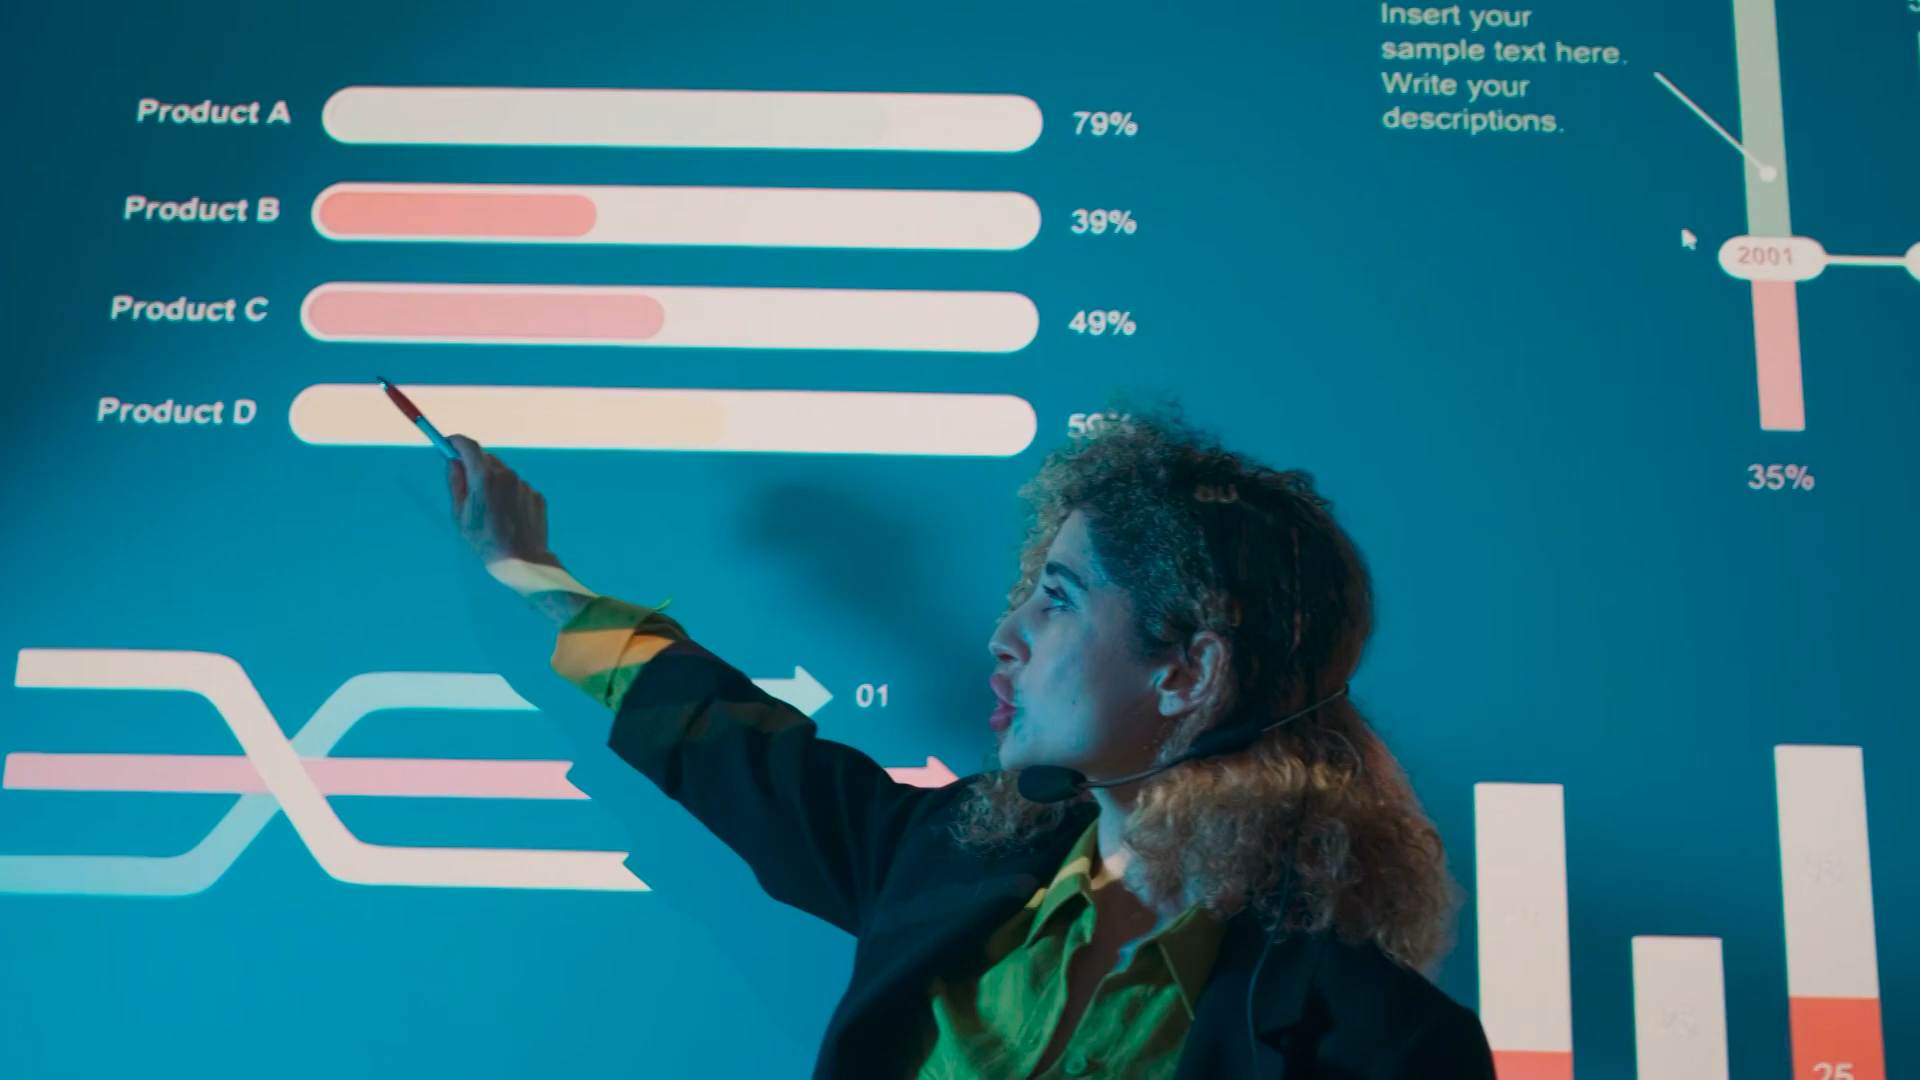 Product A
79%
Product B
39%
Product C
49%
Product D
Insert your
sample text here.
Write your
descriptions.
2001
35%
01
25